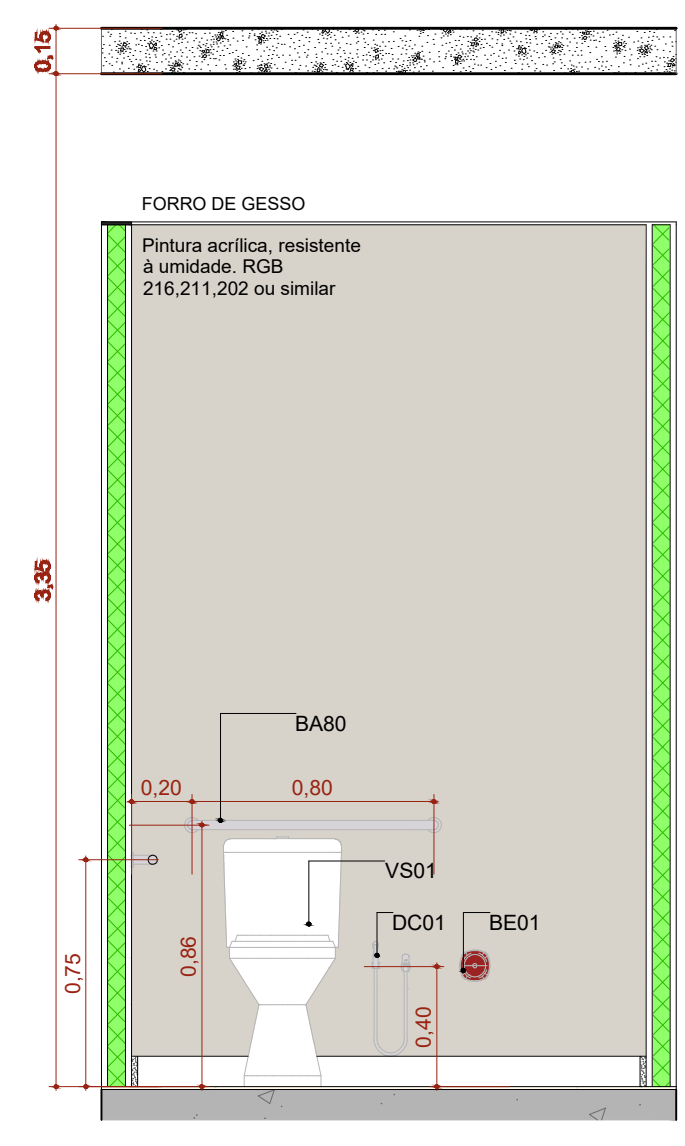 0,15
FORRO DE GESSO
Pintura acrílica, resistente
à umidade. RGB
216,211,202 ou similar
3,35
BA80
0,20
0,80
VS01
DC01
BE01
0,86
0,75
0,40